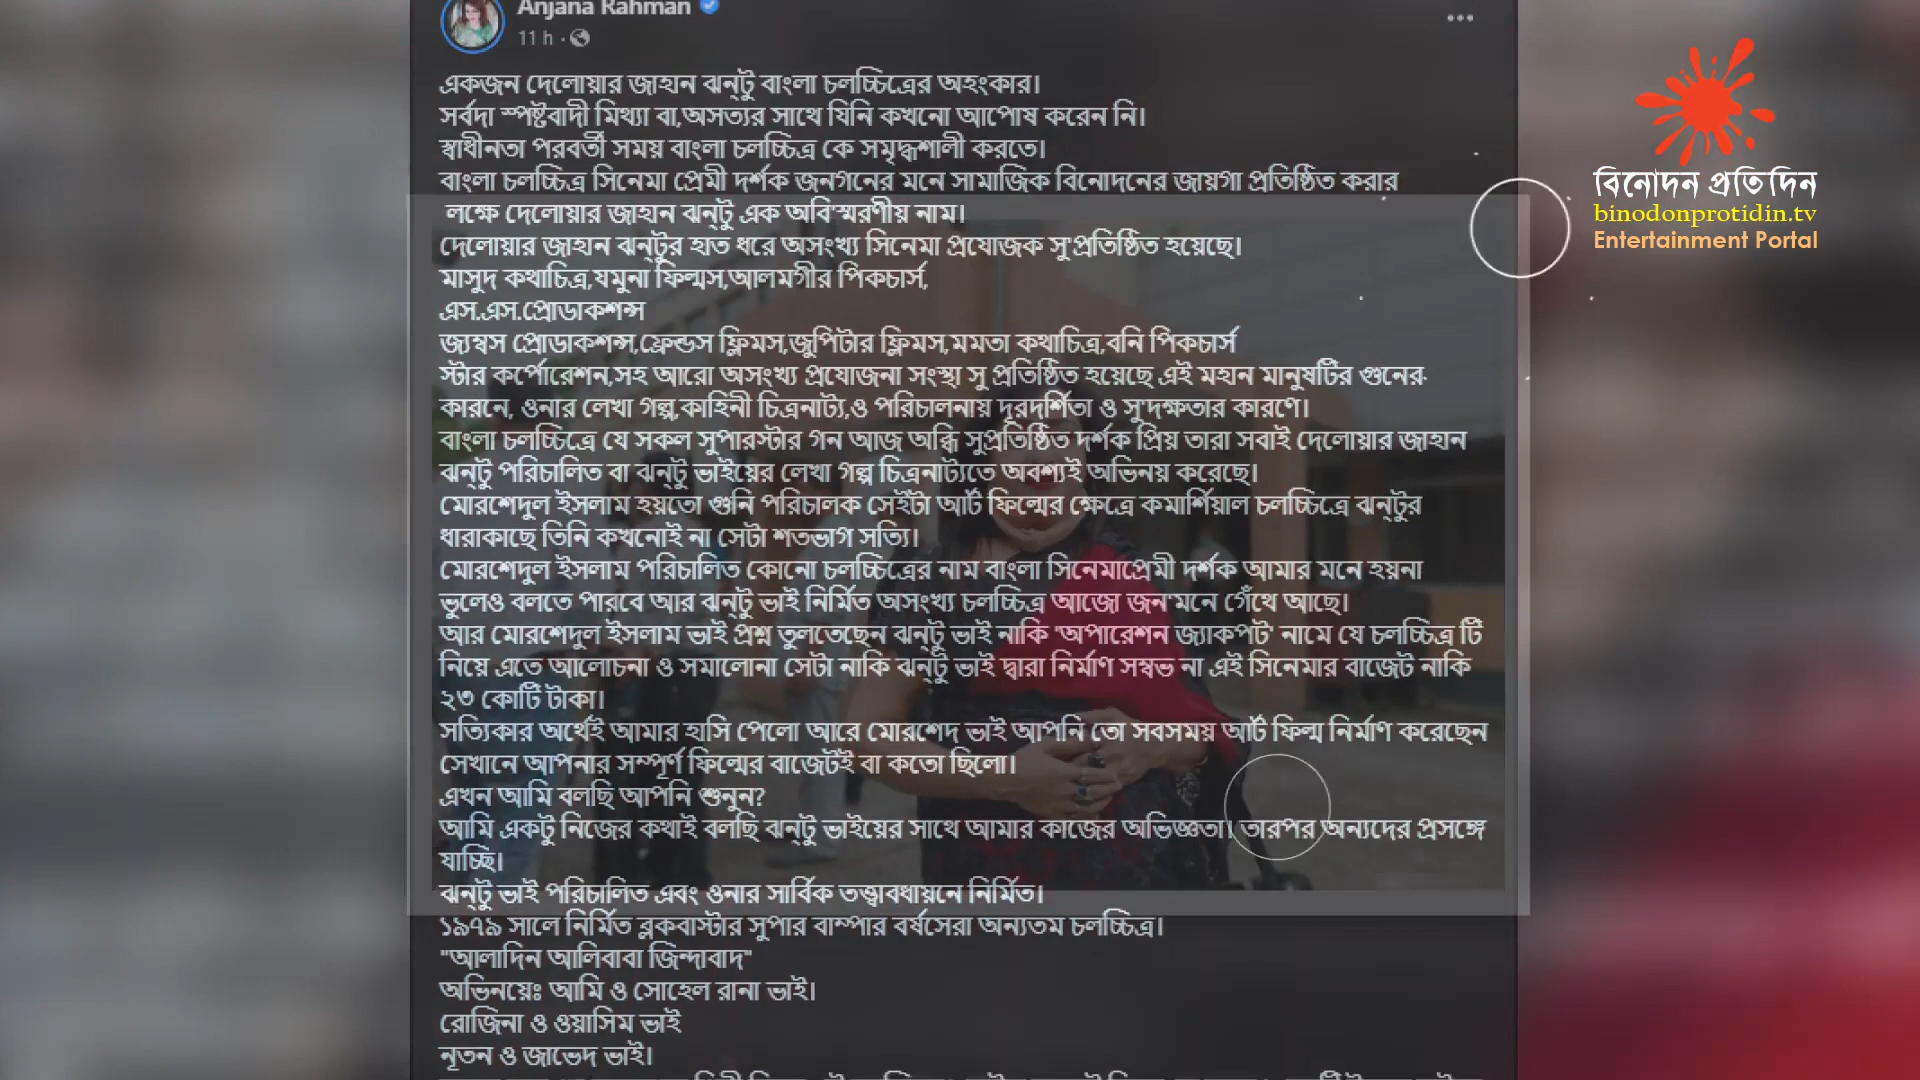 Anjana Rahman
11 h
একজন দেলোয়ার জাহান ঝন্টু বাংলা চলচ্চিত্রের অহংকার।
সর্বদা স্পষ্টবাদী মিথ্যা বা,অসত্যর সাথে যিনি কখনো আপোষ করেন নি।
স্বাধীনতা পরবর্তী সময় বাংলা চলচ্চিত্র কে সমৃদ্ধশালী করতে।
বাংলা চলচ্চিত্র সিনেমা প্রেমী দর্শক জনগনের মনে সামাজিক বিনোদনের জায়গা প্রতিষ্ঠিত করার
লক্ষে দেলোয়ার জাহান ঝন্টু এক অবি'স্মরণীয় নাম।
দেলোয়ার জাহান ঝন্টুর হাত ধরে অসংখ্য সিনেমা প্রযোজক সু'প্রতিষ্ঠিত হয়েছে।
মাসুদ কথাচিত্র,যমুনা ফিল্মস,আলমগীর পিকচার্স,
এস.এস.প্রোডাকশন্স
জ্যম্বস প্রোডাকশন্স,ফ্রেন্ডস ফ্লিমস,জুপিটার ফ্লিমস,মমতা কথাচিত্র,বনি পিকচার্স
স্টার কর্পোরেশন,সহ আরো অসংখ্য প্রযোজনা সংস্থা সু প্রতিষ্ঠিত হয়েছে এই মহান মানুষটির গুনের
কারনে, ওনার লেখা গল্প,কাহিনী চিত্রনাট্য,ও পরিচালনায় দূরদর্শিতা ও সু'দক্ষতার কারণে।
বাংলা চলচ্চিত্রে যে সকল সুপারস্টার গন আজ অব্ধি সুপ্রতিষ্ঠিত দর্শক প্রিয় তারা সবাই দেলোয়ার জাহান
ঝন্টু পরিচালিত বা ঝন্টু ভাইয়ের লেখা গল্প চিত্রনাট্যতে অবশ্যই অভিনয় করেছে।
মোরশেদুল ইসলাম হয়তো গুনি পরিচালক সেইটা আর্ট ফিল্মের ক্ষেত্রে কমার্শিয়াল চলচ্চিত্রে ঝন্টুর
ধারাকাছে তিনি কখনোই না সেটা শতভাগ সত্যি।
মোরশেদুল ইসলাম পরিচালিত কোনো চলচ্চিত্রের নাম বাংলা সিনেমাপ্রেমী দর্শক আমার মনে হয়না
ভুলেও বলতে পারবে আর ঝন্টু ভাই নির্মিত অসংখ্য চলচ্চিত্র আজো জন'মনে গেঁথে আছে।
আর মোরশেদুল ইসলাম ভাই প্রশ্ন তুলতেছেন ঝন্টু ভাই নাকি 'অপারেশন জ্যাকপট' নামে যে চলচ্চিত্র টি
নিয়ে এতে আলোচনা ও সমালোনা সেটা নাকি ঝন্টু ভাই দ্বারা নির্মাণ সম্বভ না এই সিনেমার বাজেট নাকি
২৩ কোটি টাকা।
সত্যিকার অর্থেই আমার হাসি পেলো আরে মোরশেদ ভাই আপনি তো সবসময় আর্ট ফিল্ম নির্মাণ করেছেন
সেখানে আপনার সম্পূর্ণ ফিল্মের বাজেটই বা কতো ছিলো।
এখন আমি বলছি আপনি শুনুন?
আমি একটু নিজের কথাই বলছি ঝন্টু ভাইয়ের সাথে আমার কাজের অভিজ্ঞতা। তারপর অন্যদের প্রসঙ্গে
যাচ্ছি।
ঝন্টু ভাই পরিচালিত এবং ওনার সার্বিক তত্ত্বাবধায়নে নির্মিত।
১৯৭৯ সালে নির্মিত ব্লকবাস্টার সুপার বাম্পার বর্ষসেরা অন্যতম চলচ্চিত্র।
"আলাদিন আলিবাবা জিন্দাবাদ"
অভিনয়েঃ আমি ও সোহেল রানা ভাই।
রোজিনা ও ওয়াসিম ভাই
নূতন ও জাভেদ ভাই।
বিনোদন প্রতিদিন
binodonprotidin.tv
Entertainment Portal